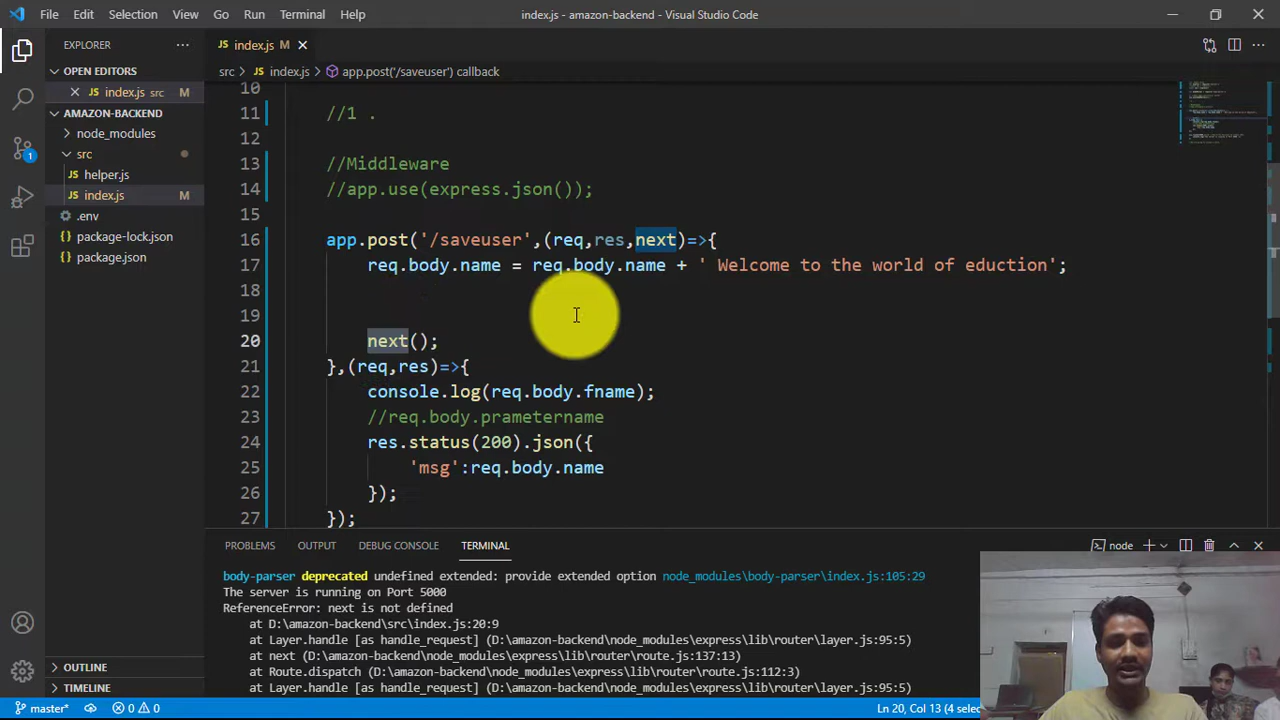 File Edit Selection View Go Run Terminal Help index.js - amazon-backend - Visual Studio Code
EXPLORER
OPEN EDITORS
index.js src M
AMAZON-BACKEND
node_modules
src
helper.js
index.js M
.env
package-lock.json
package.json
OUTLINE
TIMELINE
index.js M
src > index.js > app.post('/saveuser') callback
10
11 //1 .
12
13 //Middleware
14 //app.use(express.json());
15
16 app.post('/saveuser',(req,res,next)=>{
17 req.body.name = req.body.name + ' Welcome to the world of eduction';
18
19
20 next();
21 },(req,res)=>{
22 console.log(req.body.fname);
23 //req.body.prametername
24 res.status(200).json({
25 'msg':req.body.name
26 });
27 });
PROBLEMS OUTPUT DEBUG CONSOLE TERMINAL node
body-parser deprecated undefined extended: provide extended option node_modules\body-parser\index.js:105:29
The server is running on Port 5000
ReferenceError: next is not defined
at D:\amazon-backend\src\index.js:20:9
at Layer.handle [as handle_request] (D:\amazon-backend\node_modules\express\lib\router\layer.js:95:5)
at next (D:\amazon-backend\node_modules\express\lib\router\route.js:137:13)
at Route.dispatch (D:\amazon-backend\node_modules\express\lib\router\route.js:112:3)
at Layer.handle [as handle_request] (D:\amazon-backend\node_modules\express\lib\router\layer.js:95:5)
1
master* 0 0 Ln 20, Col 13 (4 selec